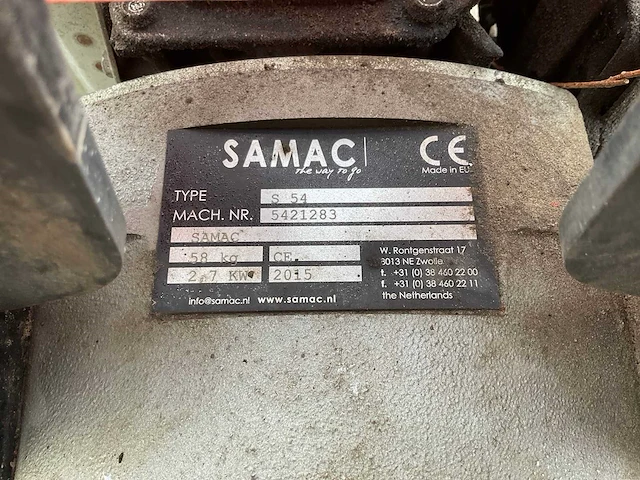 SAMAC
the way to go
CE
Made in EU
TYPE S 54
MACH. NR. 5421283
SAMAC
58 kg CE
2.7 KW 2015
W. Rontgenstraat 17
8013 NE Zwolle
t. +31 (0) 38 460 22 00
f. +31 (0) 38 460 22 11
the Netherlands
info@samac.nl www.samac.nl